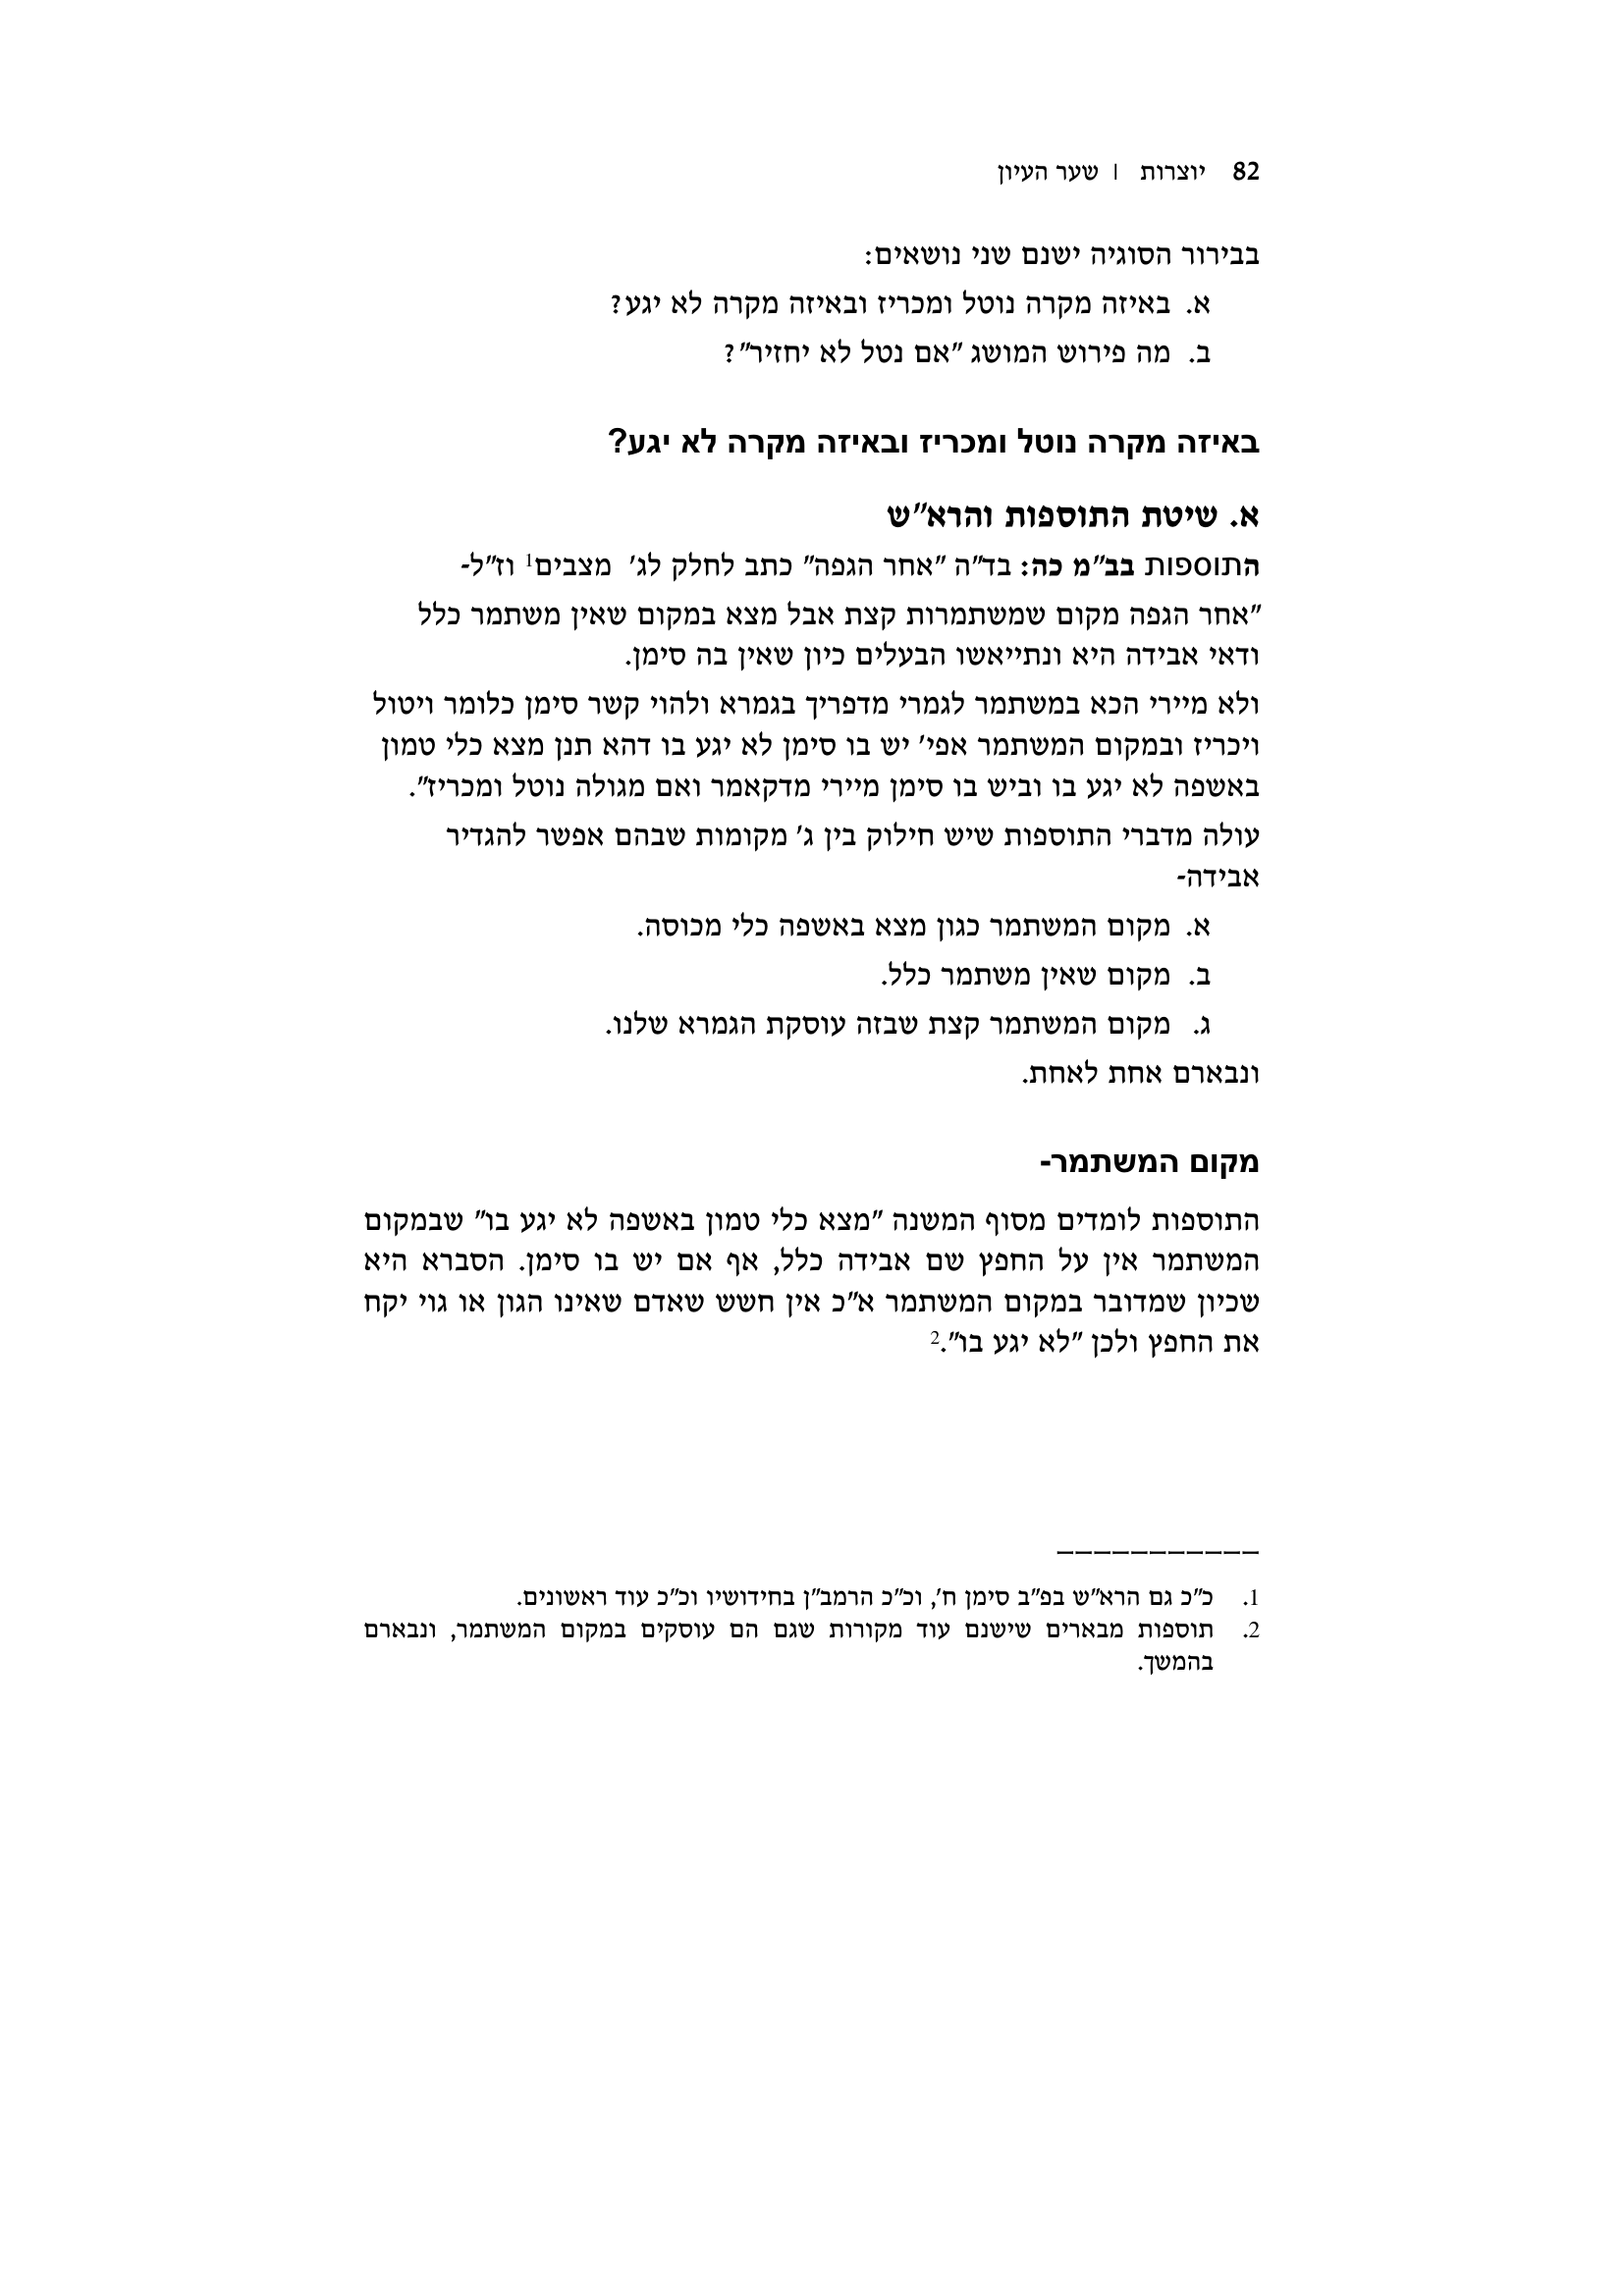 82 יוצרות | שער העיון
בבירור הסוגיה ישנם שני נושאים:
א. באיזה מקרה נוטל ומכריז ובאיזה מקרה לא יגע?
ב. מה פירוש המושג "אם נטל לא יחזיר"?
באיזה מקרה נוטל ומכריז ובאיזה מקרה לא יגע?
א. שיטת התוספות והרא"ש
התוספות בב"מ כה: בד"ה "אחר הגפה" כתב לחלק לג' מצבים1 וז"ל-
"אחר הגפה מקום שמשתמרות קצת אבל מצא במקום שאין משתמר כלל
ודאי אבידה היא ונתייאשו הבעלים כיון שאין בה סימן.
ולא מיירי הכא במשתמר לגמרי מדפריך בגמרא ולהוי קשר סימן כלומר ויטול
ויכריז ובמקום המשתמר אפי' יש בו סימן לא יגע בו דהא תנן מצא כלי טמון
באשפה לא יגע בו וביש בו סימן מיירי מדקאמר ואם מגולה נוטל ומכריז".
עולה מדברי התוספות שיש חילוק בין ג' מקומות שבהם אפשר להגדיר
אבידה-
א. מקום המשתמר כגון מצא באשפה כלי מכוסה.
ב. מקום שאין משתמר כלל.
ג. מקום המשתמר קצת שבזה עוסקת הגמרא שלנו.
ונבארם אחת לאחת.
מקום המשתמר-
התוספות לומדים מסוף המשנה "מצא כלי טמון באשפה לא יגע בו" שבמקום
המשתמר אין על החפץ שם אבידה כלל, אף אם יש בו סימן. הסברא היא
שכיון שמדובר במקום המשתמר א"כ אין חשש שאדם שאינו הגון או גוי יקח
את החפץ ולכן "לא יגע בו".2
___________
1. כ"כ גם הרא"ש בפ"ב סימן ח', וכ"כ הרמב"ן בחידושיו וכ"כ עוד ראשונים.
2. תוספות מבארים שישנם עוד מקורות שגם הם עוסקים במקום המשתמר, ונבארם
בהמשך.